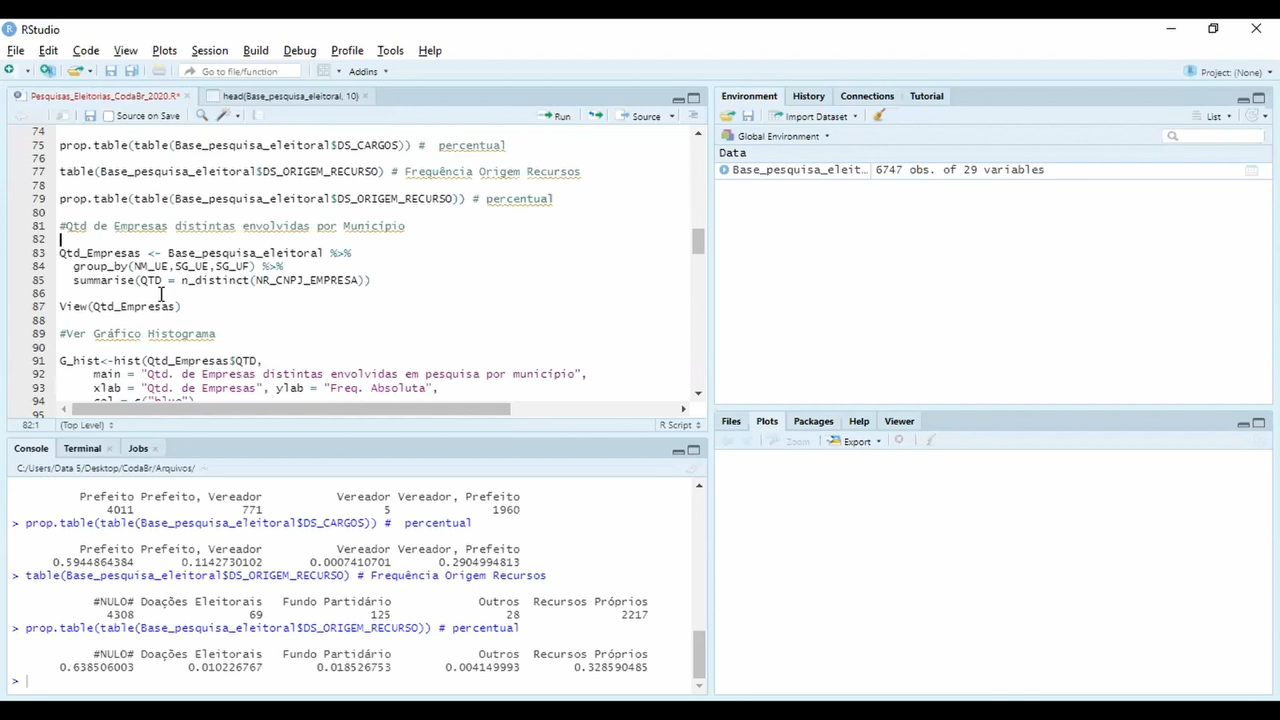 RStudio
File Edit Code View Plots Session Build Debug Profile Tools Help
Go to file/function Addins Project: (None)
Pesquisas_Eleitorias_CodaBr_2020.R* head(Base_pesquisa_eleitoral, 10)
Source on Save Run Source
74
75 prop.table(table(Base_pesquisa_eleitoral$DS_CARGOS)) #  percentual
76
77 table(Base_pesquisa_eleitoral$DS_ORIGEM_RECURSO) # Frequência Origem Recursos
78
79 prop.table(table(Base_pesquisa_eleitoral$DS_ORIGEM_RECURSO)) # percentual
80
81 #Qtd de Empresas distintas envolvidas por Município
82
83 Qtd_Empresas <- Base_pesquisa_eleitoral %>%
84 group_by(NM_UE,SG_UE,SG_UF) %>%
85 summarise(QTD = n_distinct(NR_CNPJ_EMPRESA))
86
87 View(Qtd_Empresas)
88
89 #Ver Gráfico Histograma
90
91 G_hist<-hist(Qtd_Empresas$QTD,
92 main = "Qtd. de Empresas distintas envolvidas em pesquisa por município",
93 xlab = "Qtd. de Empresas", ylab = "Freq. Absoluta",
94 col = c("blue")
95
82:1 (Top Level) R Script
Console Terminal Jobs
C:/Users/Data 5/Desktop/CodaBr/Arquivos/
Prefeito Prefeito, Vereador Vereador Vereador, Prefeito
4011 771 5 1960
> prop.table(table(Base_pesquisa_eleitoral$DS_CARGOS)) #  percentual
Prefeito Prefeito, Vereador Vereador Vereador, Prefeito
0.5944864384 0.1142730102 0.0007410701 0.2904994813
> table(Base_pesquisa_eleitoral$DS_ORIGEM_RECURSO) # Frequência Origem Recursos
#NULO# Doações Eleitorais Fundo Partidário Outros Recursos Próprios
4308 69 125 28 2217
> prop.table(table(Base_pesquisa_eleitoral$DS_ORIGEM_RECURSO)) # percentual
#NULO# Doações Eleitorais Fundo Partidário Outros Recursos Próprios
0.638506003 0.010226767 0.018526753 0.004149993 0.328590485
>
Environment History Connections Tutorial
Import Dataset List
Global Environment
Data
Base_pesquisa_eleit... 6747 obs. of 29 variables
Files Plots Packages Help Viewer
Zoom Export